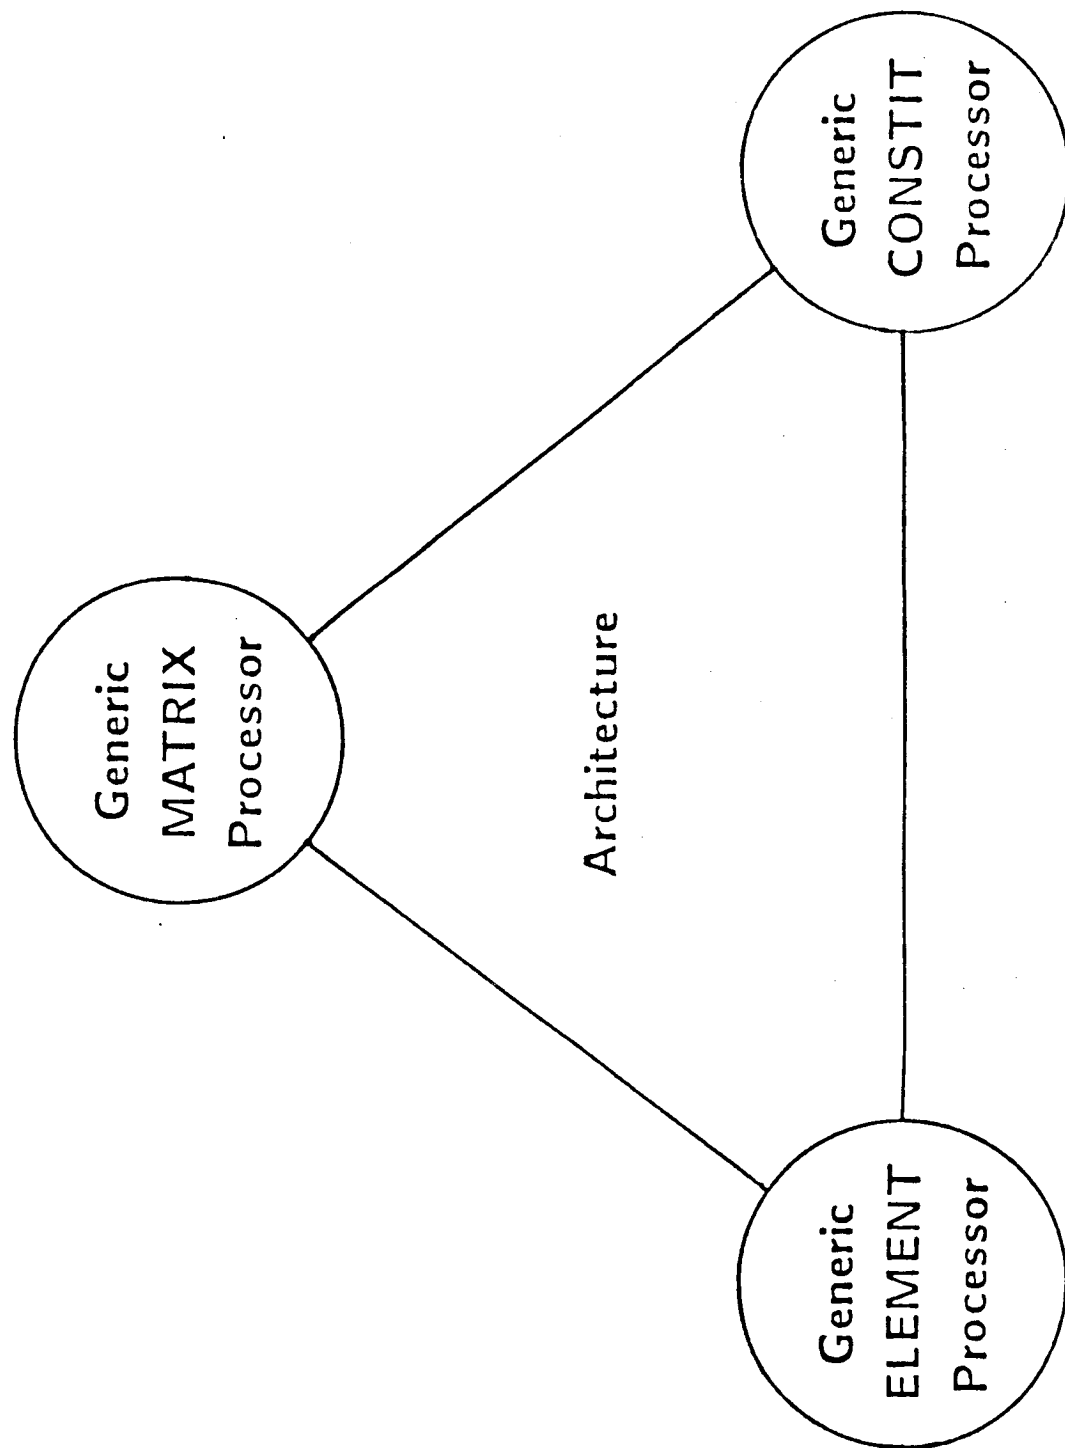 Generic
MATRIX
Processor
Architecture
Generic
ELEMENT
Processor
Generic
CONSTIT
Processor